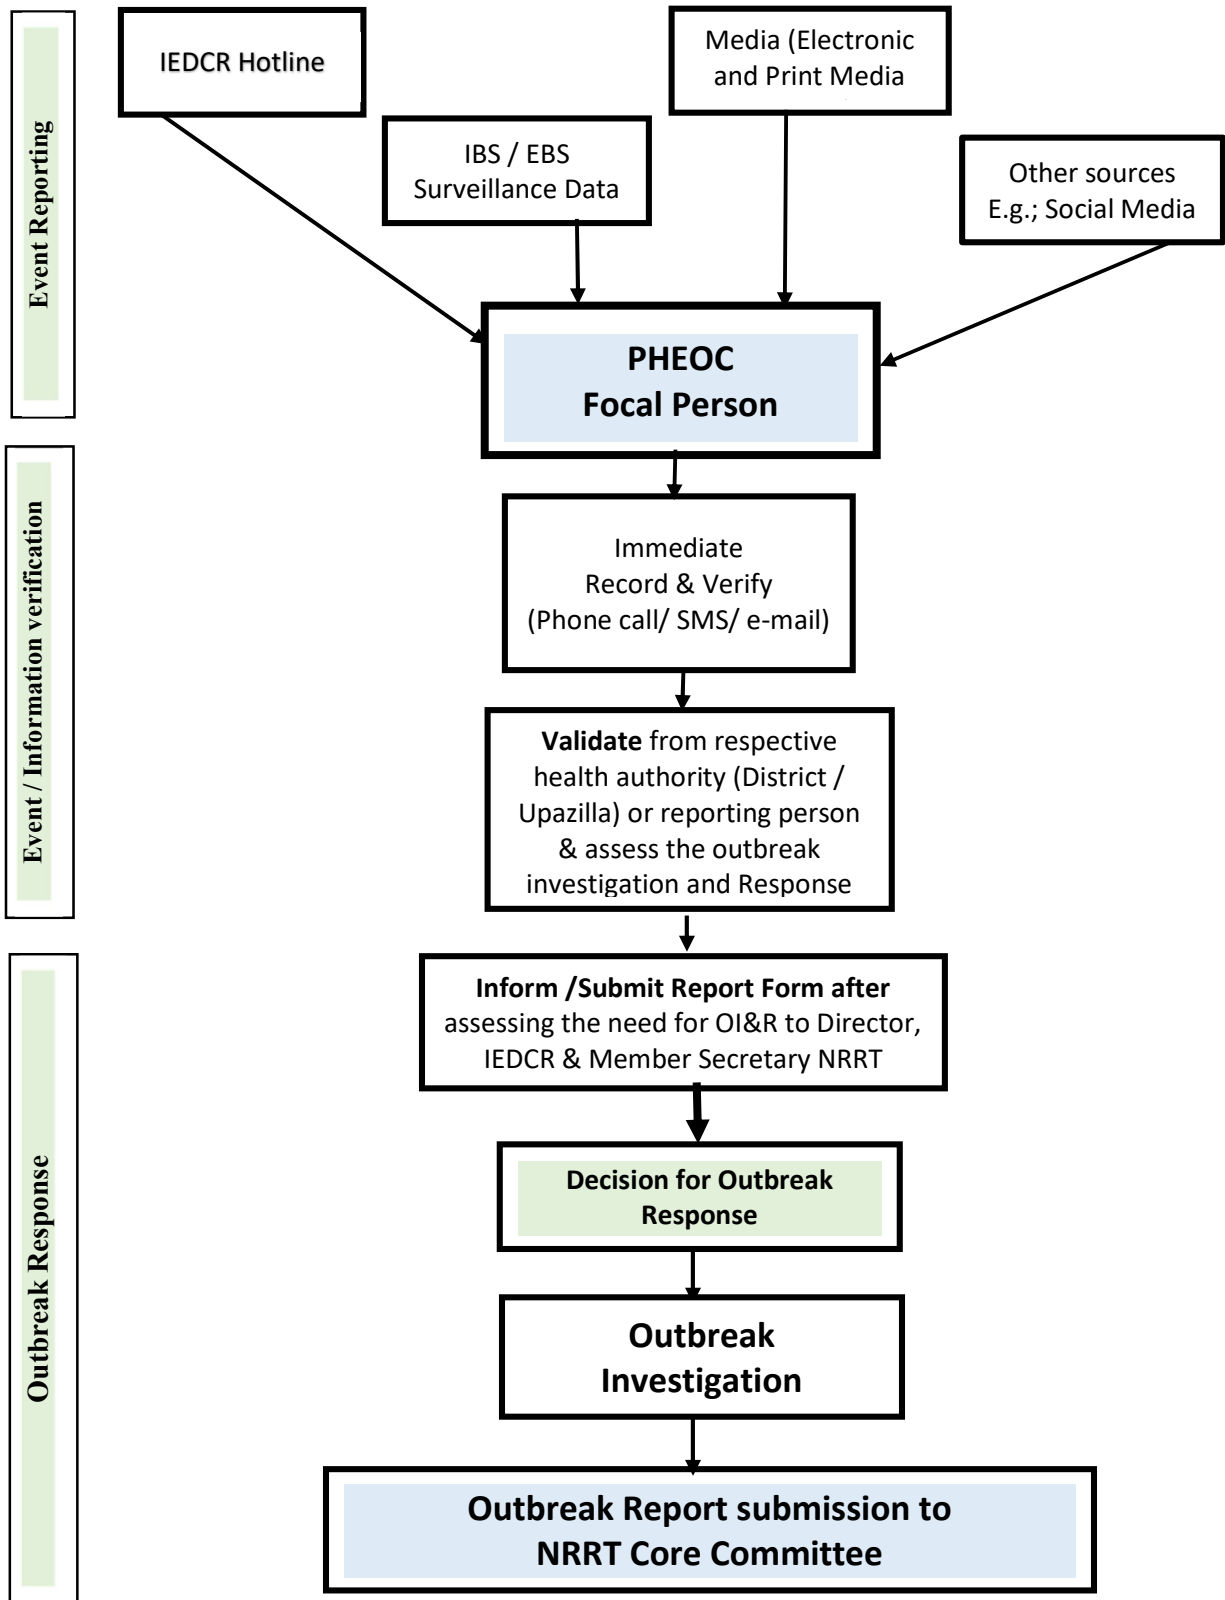 IEDCR Hotline
Media (Electronic
and Print Media
IBS / EBS
Surveillance Data
Other sources
E.g.; Social Media
Event Reporting
PHEOC
Focal Person
Event / Information verification
Immediate
Record & Verify
(Phone call/ SMS/ e-mail)
Validate from respective
health authority (District /
Upazilla) or reporting person
& assess the outbreak
investigation and Response
Outbreak Response
Inform /Submit Report Form after
assessing the need for OI&R to Director,
IEDCR & Member Secretary NRRT
Decision for Outbreak
Response
Outbreak
Investigation
Outbreak Report submission to
NRRT Core Committee